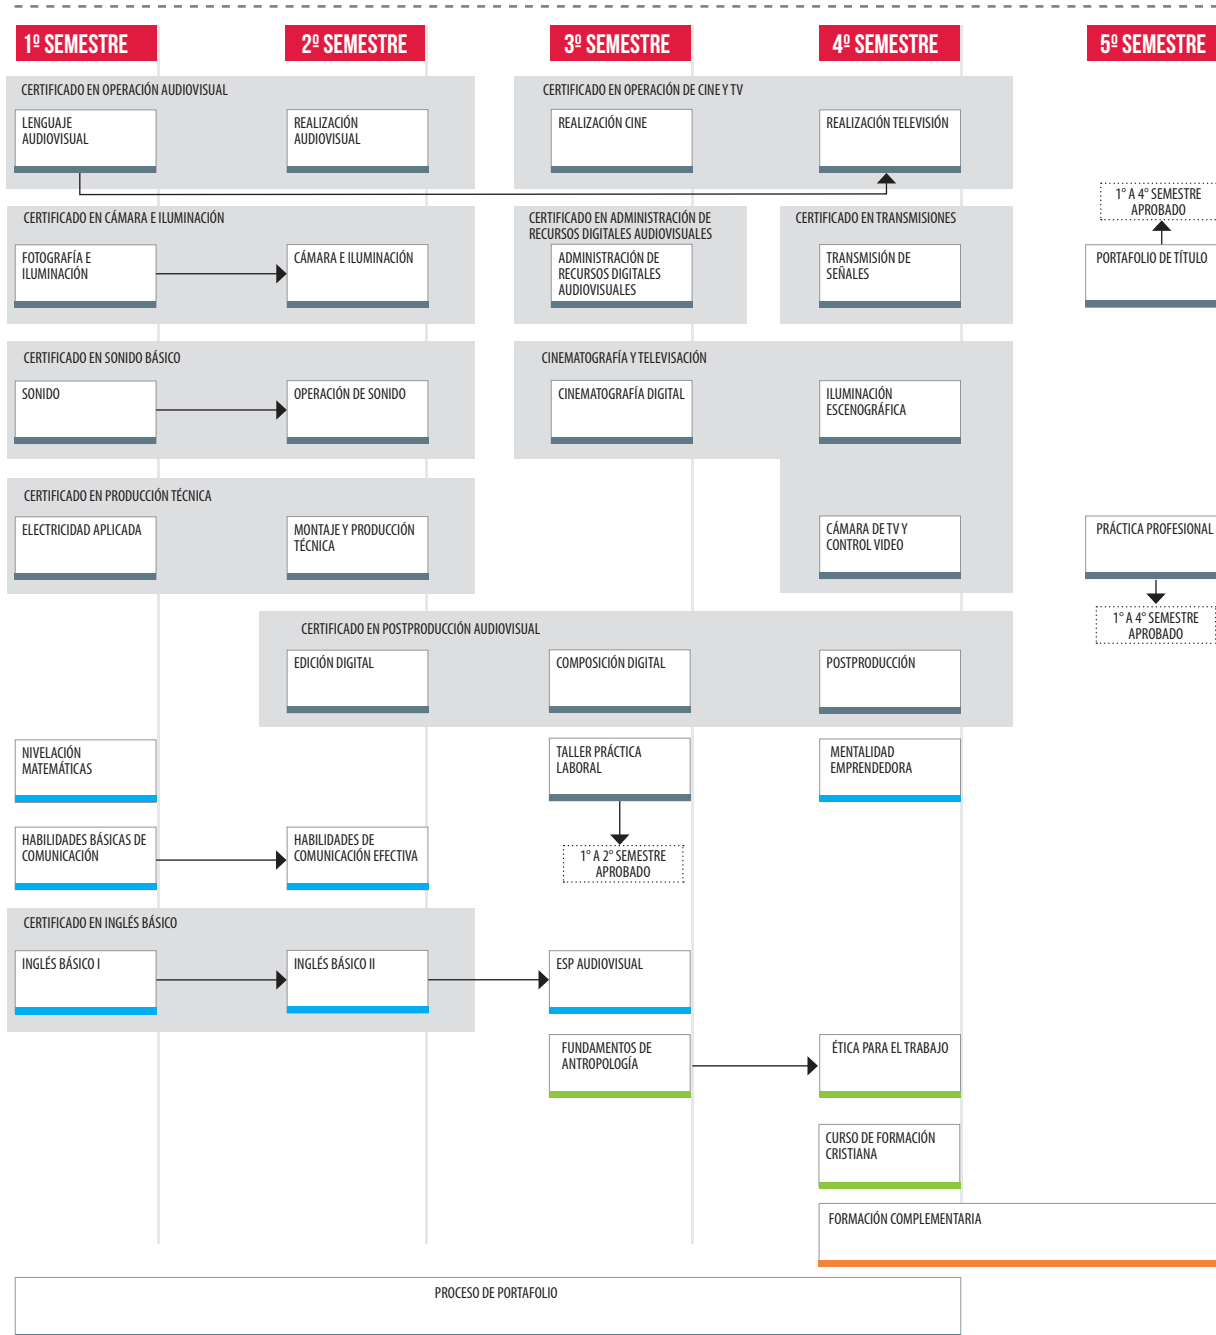 1º SEMESTRE
2º SEMESTRE
3º SEMESTRE
4º SEMESTRE
5º SEMESTRE
CERTIFICADO EN OPERACIÓN AUDIOVISUAL
CERTIFICADO EN OPERACIÓN DE CINE Y TV
LENGUAJE
AUDIOVISUAL
REALIZACIÓN
AUDIOVISUAL
REALIZACIÓN CINE
REALIZACIÓN TELEVISIÓN
1° A 4° SEMESTRE
APROBADO
CERTIFICADO EN CÁMARA E ILUMINACIÓN
CERTIFICADO EN ADMINISTRACIÓN DE
RECURSOS DIGITALES AUDIOVISUALES
CERTIFICADO EN TRANSMISIONES
FOTOGRAFÍA E
ILUMINACIÓN
CÁMARA E ILUMINACIÓN
ADMINISTRACIÓN DE
RECURSOS DIGITALES
AUDIOVISUALES
TRANSMISIÓN DE
SEÑALES
PORTAFOLIO DE TÍTULO
CERTIFICADO EN SONIDO BÁSICO
CINEMATOGRAFÍA Y TELEVISACIÓN
SONIDO
OPERACIÓN DE SONIDO
CINEMATOGRAFÍA DIGITAL
ILUMINACIÓN
ESCENOGRÁFICA
CERTIFICADO EN PRODUCCIÓN TÉCNICA
ELECTRICIDAD APLICADA
MONTAJE Y PRODUCCIÓN
TÉCNICA
CÁMARA DE TV Y
CONTROL VIDEO
PRÁCTICA PROFESIONAL
1° A 4° SEMESTRE
APROBADO
CERTIFICADO EN POSTPRODUCCIÓN AUDIOVISUAL
EDICIÓN DIGITAL
COMPOSICIÓN DIGITAL
POSTPRODUCCIÓN
NIVELACIÓN
MATEMÁTICAS
TALLER PRÁCTICA
LABORAL
MENTALIDAD
EMPRENDEDORA
HABILIDADES BÁSICAS DE
COMUNICACIÓN
HABILIDADES DE
COMUNICACIÓN EFECTIVA
1° A 2° SEMESTRE
APROBADO
CERTIFICADO EN INGLÉS BÁSICO
INGLÉS BÁSICO I
INGLÉS BÁSICO II
ESP AUDIOVISUAL
FUNDAMENTOS DE
ANTROPOLOGÍA
ÉTICA PARA EL TRABAJO
CURSO DE FORMACIÓN
CRISTIANA
FORMACIÓN COMPLEMENTARIA
PROCESO DE PORTAFOLIO